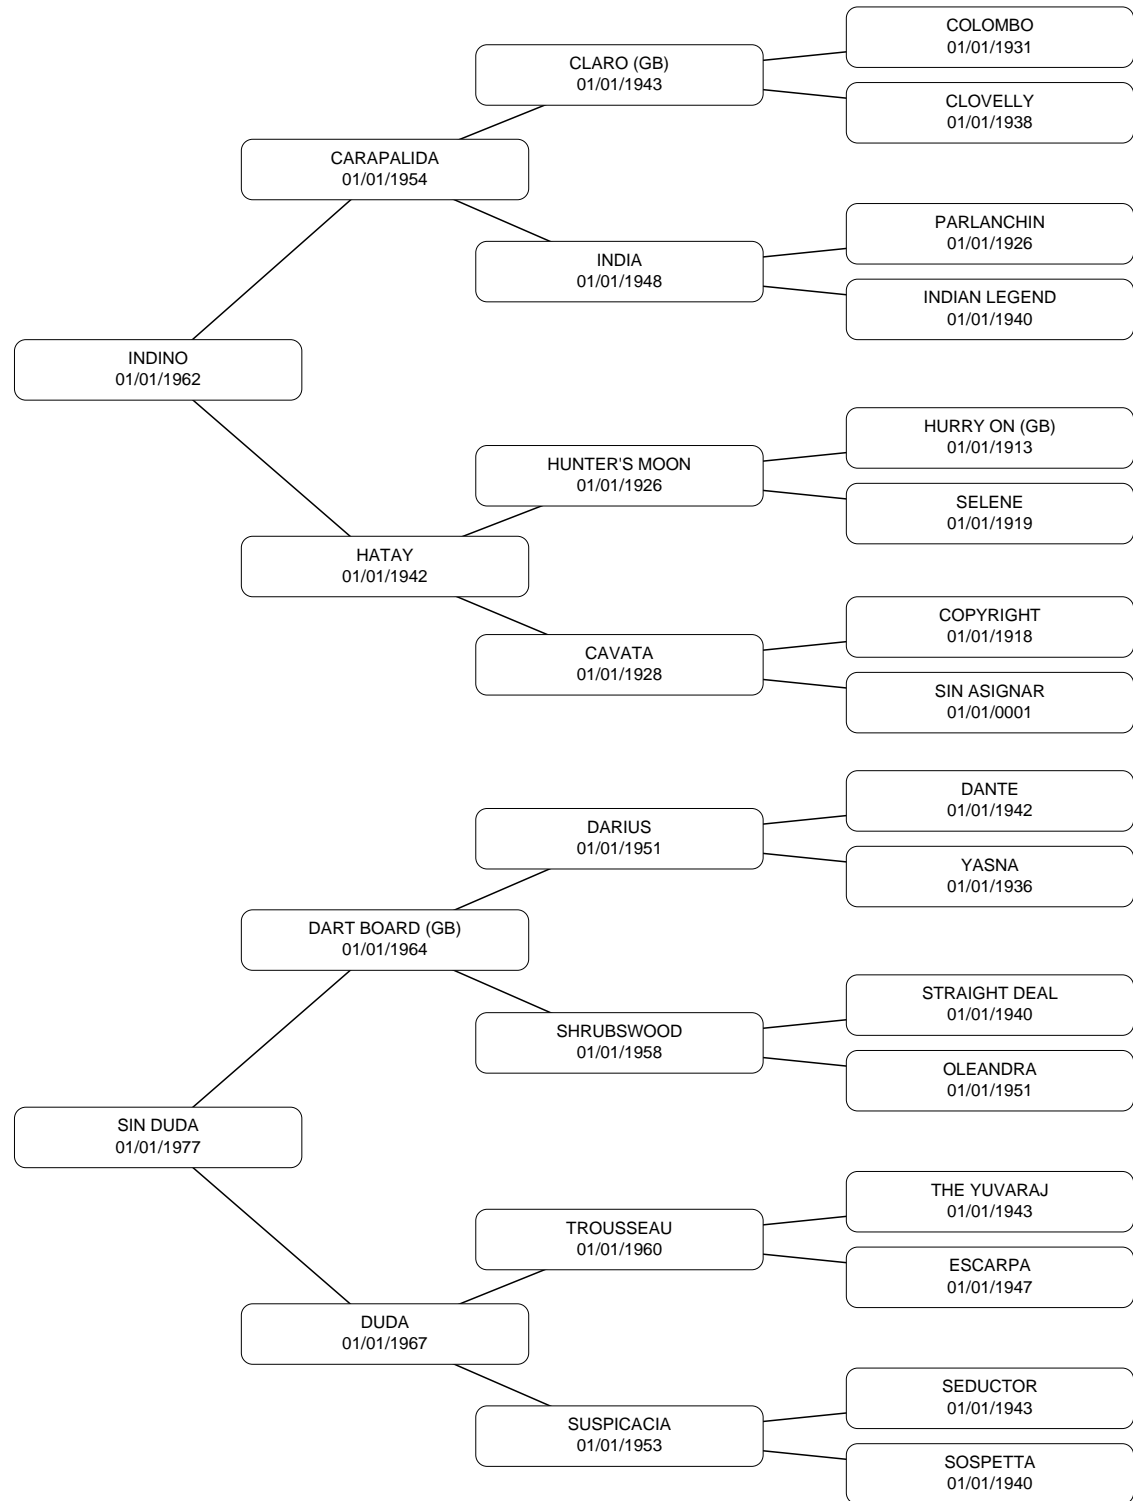 COLOMBO
01/01/1931
CLARO (GB)
01/01/1943
CLOVELLY
01/01/1938
CARAPALIDA
01/01/1954
PARLANCHIN
01/01/1926
INDIA
01/01/1948
INDIAN LEGEND
01/01/1940
INDINO
01/01/1962
HURRY ON (GB)
01/01/1913
HUNTER'S MOON
01/01/1926
SELENE
01/01/1919
HATAY
01/01/1942
COPYRIGHT
01/01/1918
CAVATA
01/01/1928
SIN ASIGNAR
01/01/0001
DANTE
01/01/1942
DARIUS
01/01/1951
YASNA
01/01/1936
DART BOARD (GB)
01/01/1964
STRAIGHT DEAL
01/01/1940
SHRUBSWOOD
01/01/1958
OLEANDRA
01/01/1951
SIN DUDA
01/01/1977
THE YUVARAJ
01/01/1943
TROUSSEAU
01/01/1960
ESCARPA
01/01/1947
DUDA
01/01/1967
SEDUCTOR
01/01/1943
SUSPICACIA
01/01/1953
SOSPETTA
01/01/1940